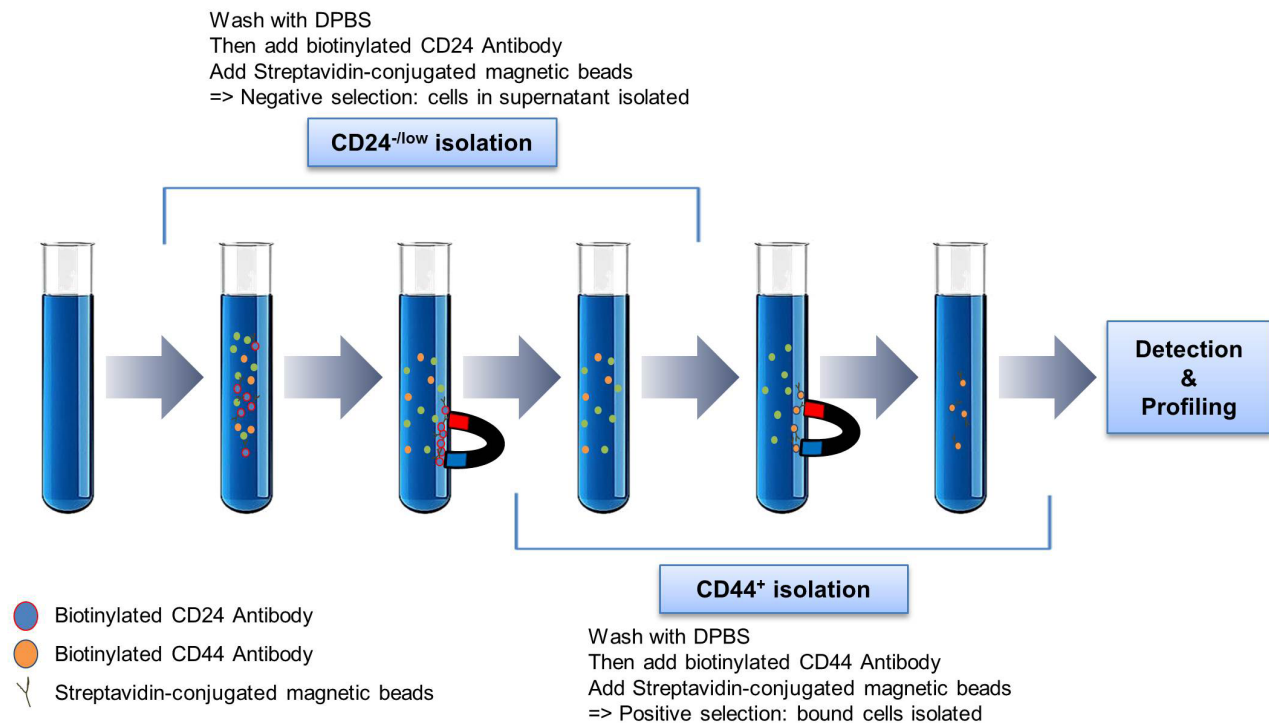 Wash with DPBS
Then add biotinylated CD24 Antibody
Add Streptavidin-conjugated magnetic beads
=> Negative selection: cells in supernatant isolated
CD24-/low isolation
Detection
&
Profiling
CD44+ isolation
Biotinylated CD24 Antibody
Biotinylated CD44 Antibody
Streptavidin-conjugated magnetic beads
Wash with DPBS
Then add biotinylated CD44 Antibody
Add Streptavidin-conjugated magnetic beads
=> Positive selection: bound cells isolated